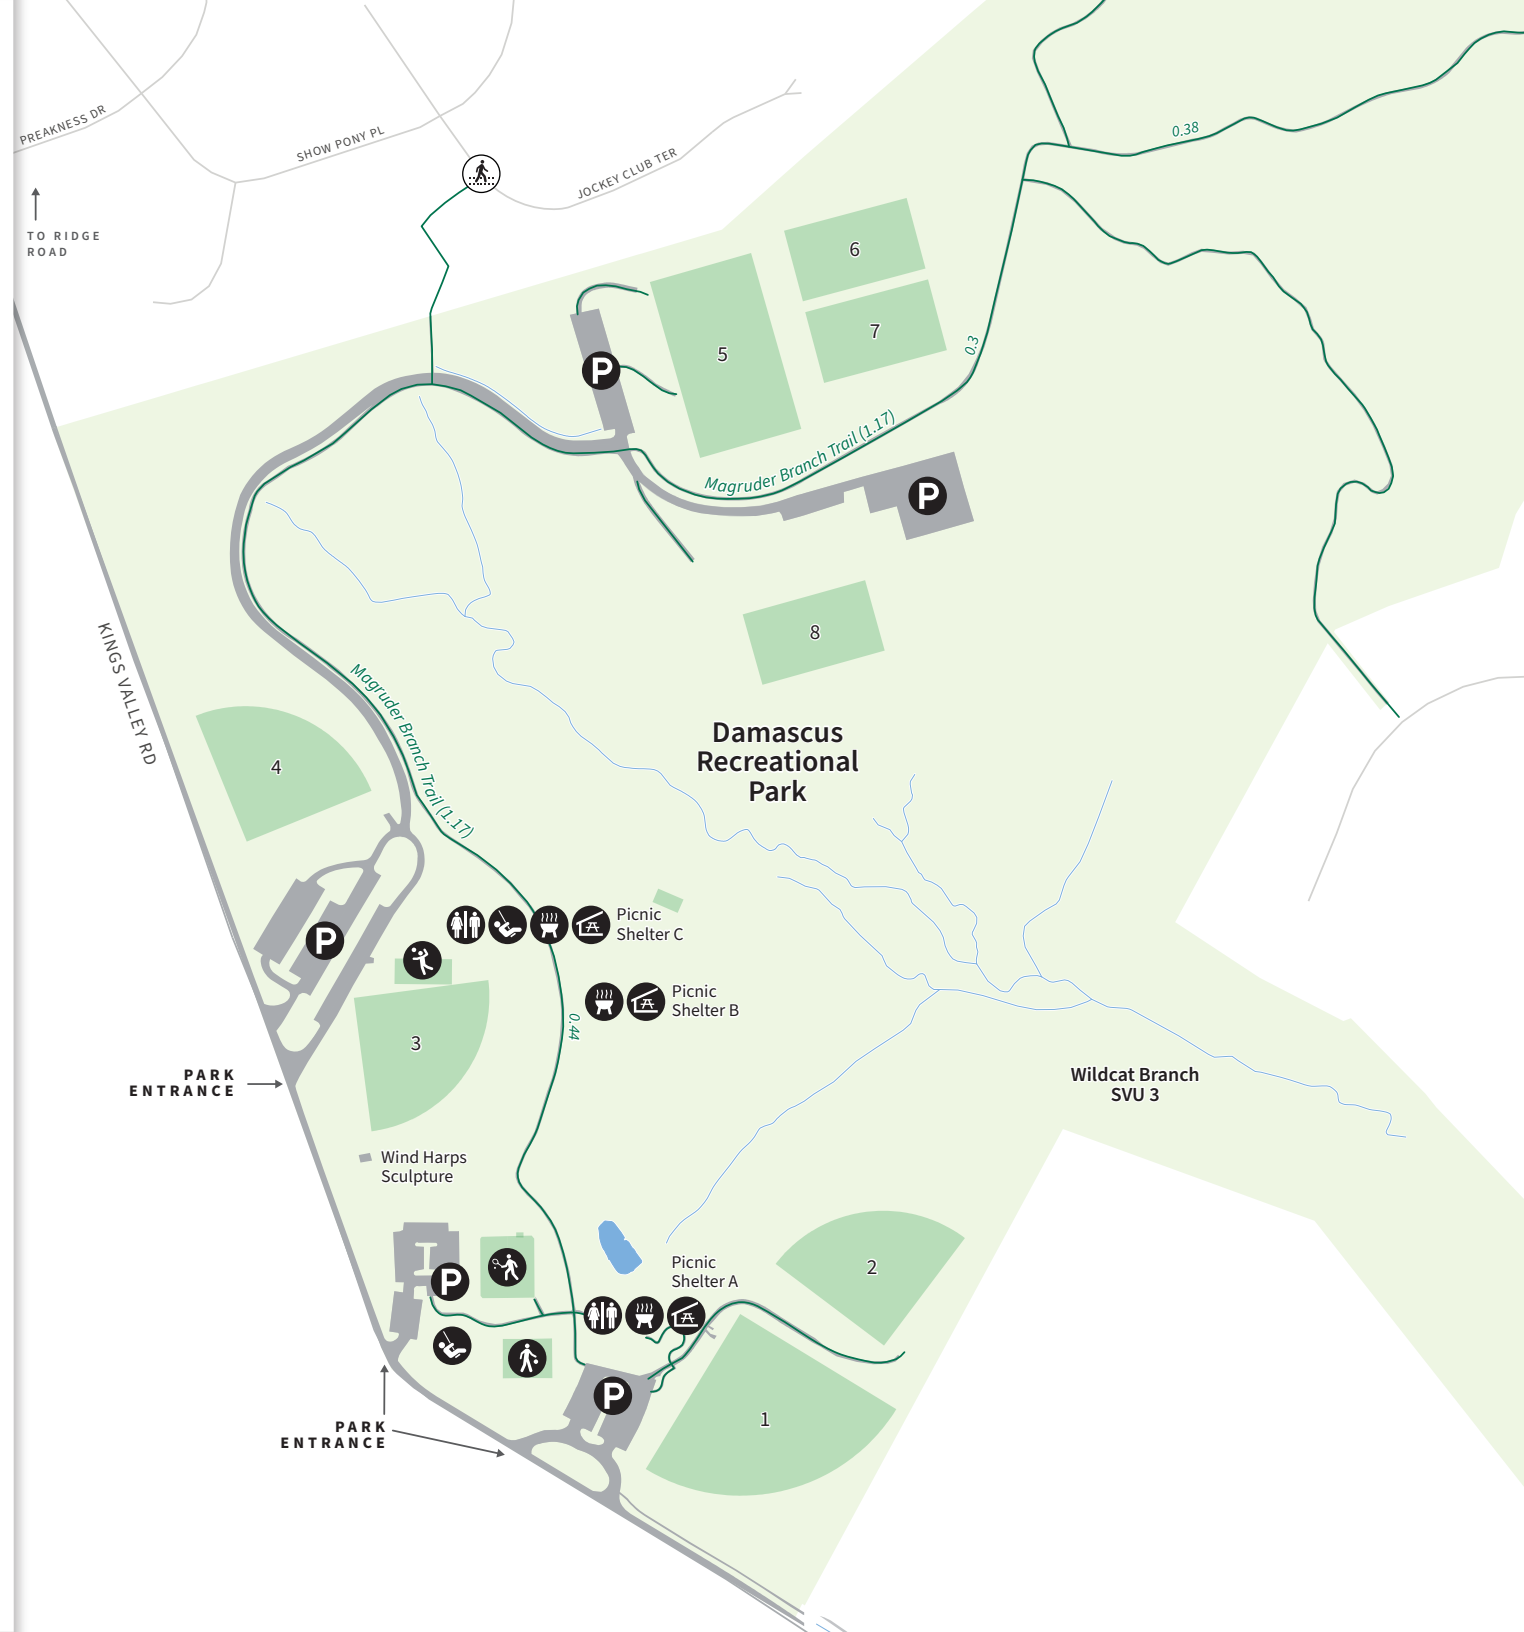 PREAKNESS DR
SHOW PONY PL
JOCKEY CLUB TER
0.38
TO RIDGE
ROAD
6
7
5
0.3
P
Magruder Branch Trail (1.17)
P
8
KINGS VALLEY RD
Magruder Branch Trail (1.17)
Damascus
Recreational
Park
4
Picnic
Shelter C
P
Picnic
Shelter B
0.44
3
PARK
ENTRANCE
Wildcat Branch
SVU 3
Wind Harps
Sculpture
Picnic
Shelter A
2
P
P
1
PARK
ENTRANCE